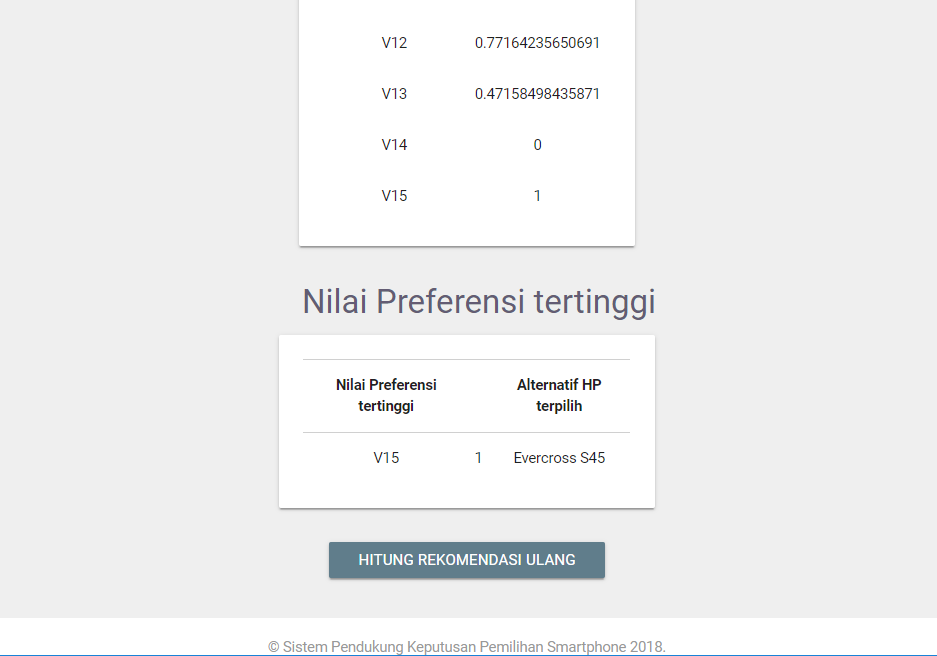 V12 0.77164235650691
V13 0.47158498435871
V14 0
V15 1
Nilai Preferensi tertinggi
Nilai Preferensi Alternatif HP
tertinggi terpilih
V15 1 Evercross S45
HITUNG REKOMENDASI ULANG
© Sistem Pendukung Keputusan Pemilihan Smartphone 2018.